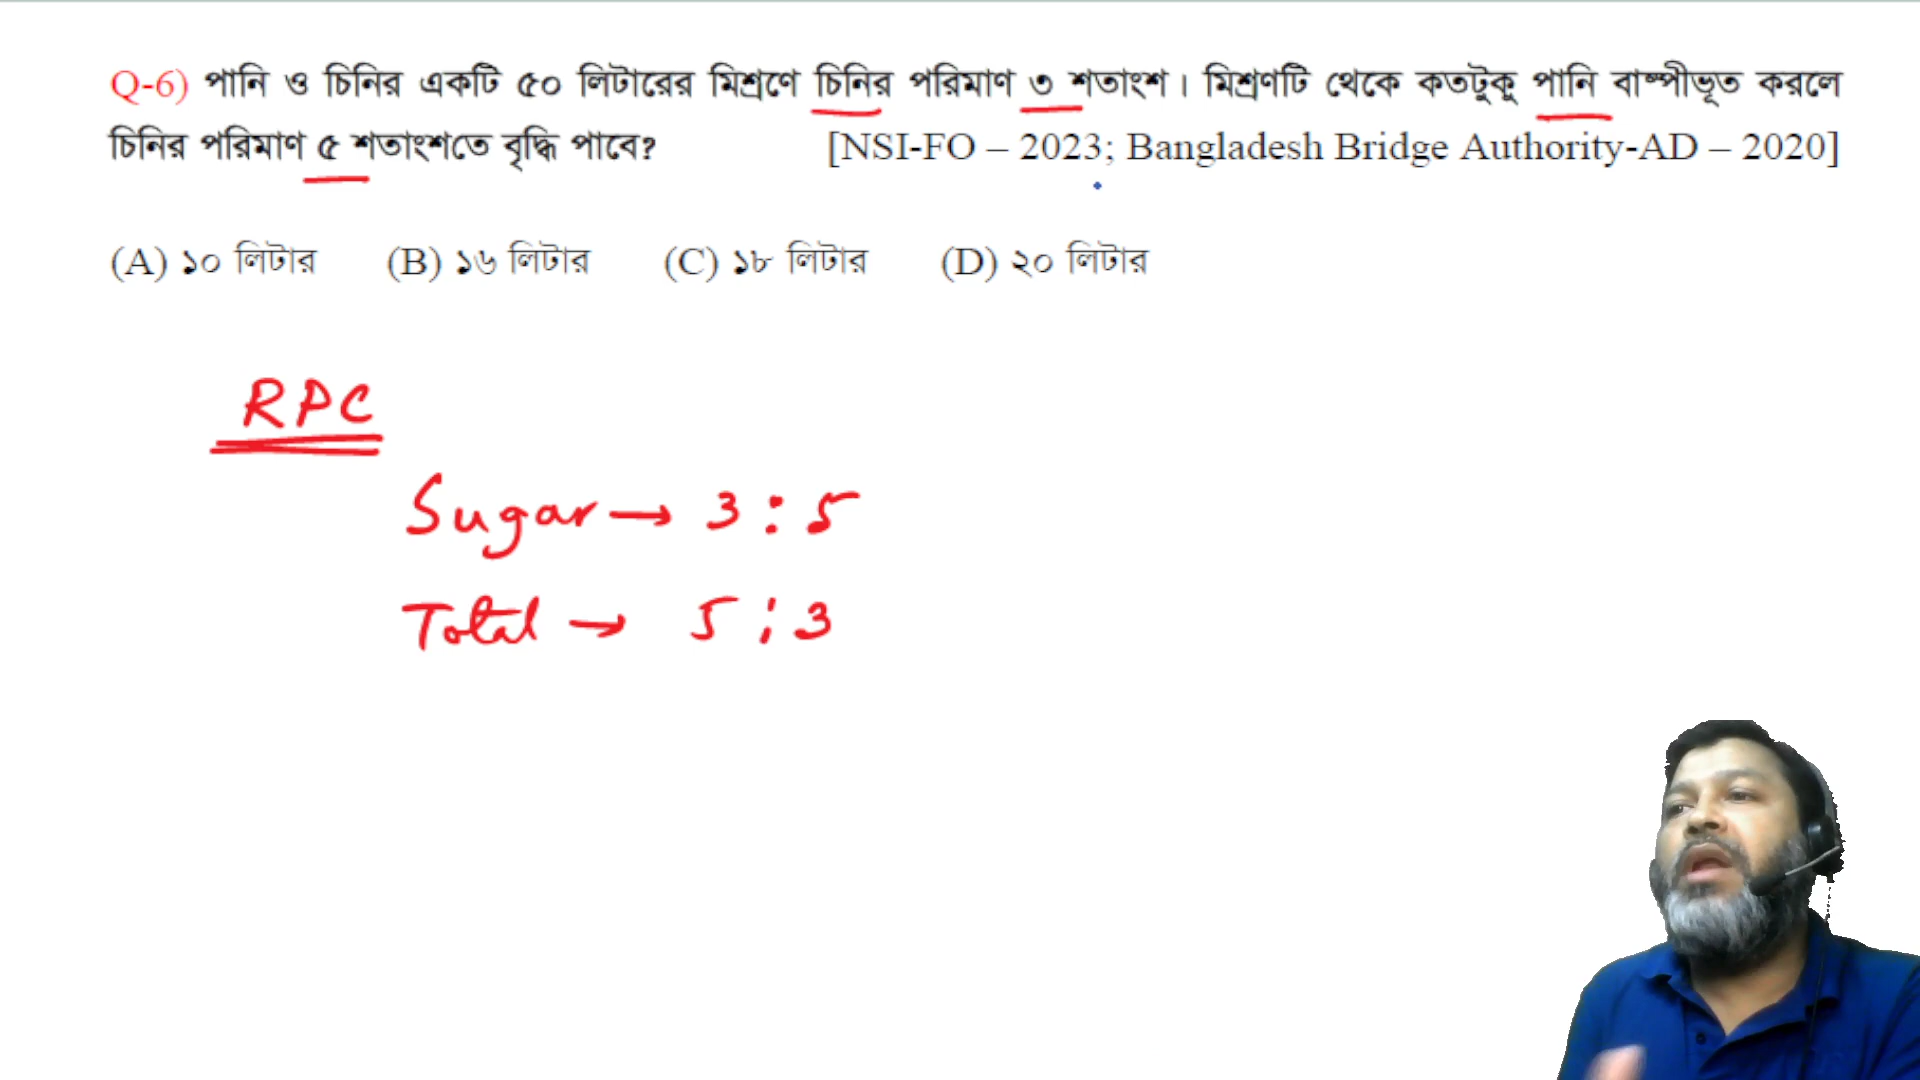 Q-6) পানি ও চিনির একটি ৫০ লিটারের মিশ্রণে চিনির পরিমাণ ৩ শতাংশ। মিশ্রণটি থেকে কতটুকু পানি বাষ্পীভূত করলে
চিনির পরিমাণ ৫ শতাংশতে বৃদ্ধি পাবে? [NSI-FO – 2023; Bangladesh Bridge Authority-AD – 2020]
(A) ১০ লিটার (B) ১৬ লিটার (C) ১৮ লিটার (D) ২০ লিটার
RPC
Sugar → 3 : 5
Total → 5 : 3